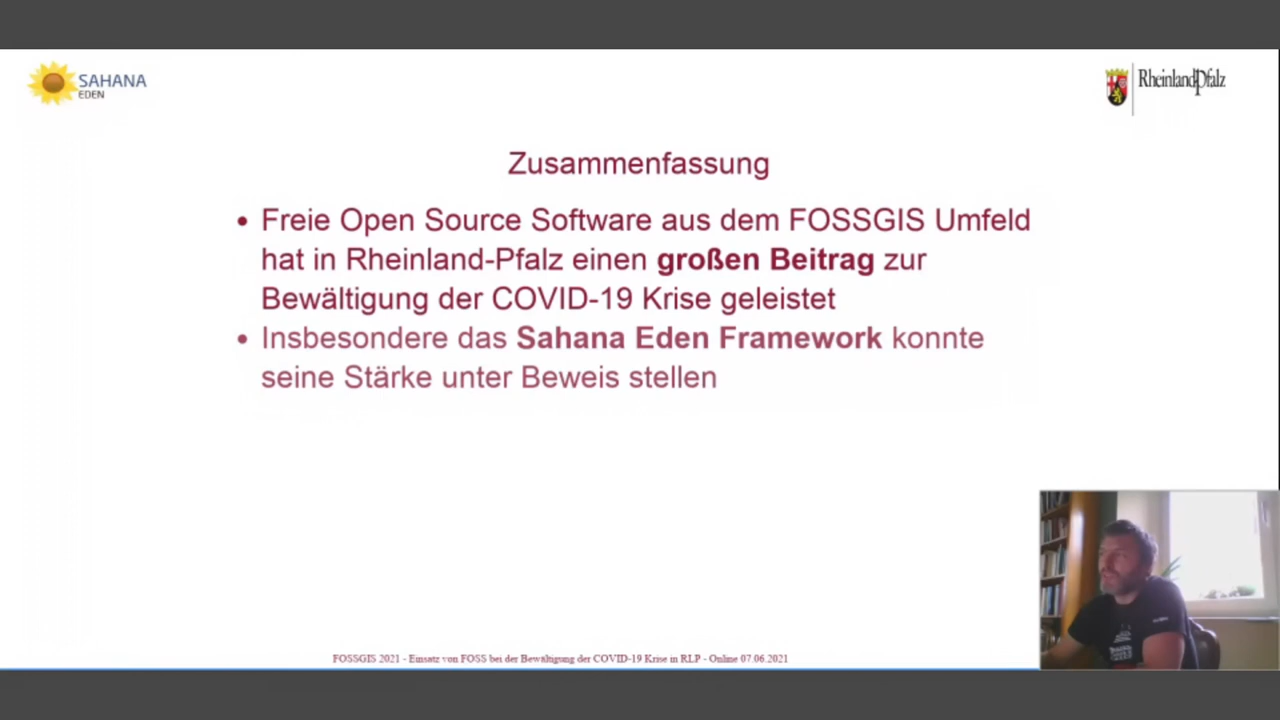 SAHANA
EDEN
RheinlandPfalz
Zusammenfassung
• Freie Open Source Software aus dem FOSSGIS Umfeld
hat in Rheinland-Pfalz einen großen Beitrag zur
Bewältigung der COVID-19 Krise geleistet
• Insbesondere das Sahana Eden Framework konnte
seine Stärke unter Beweis stellen
FOSSGIS 2021 - Einsatz von FOSS bei der Bewältigung der COVID-19 Krise in RLP - Online 07.06.2021